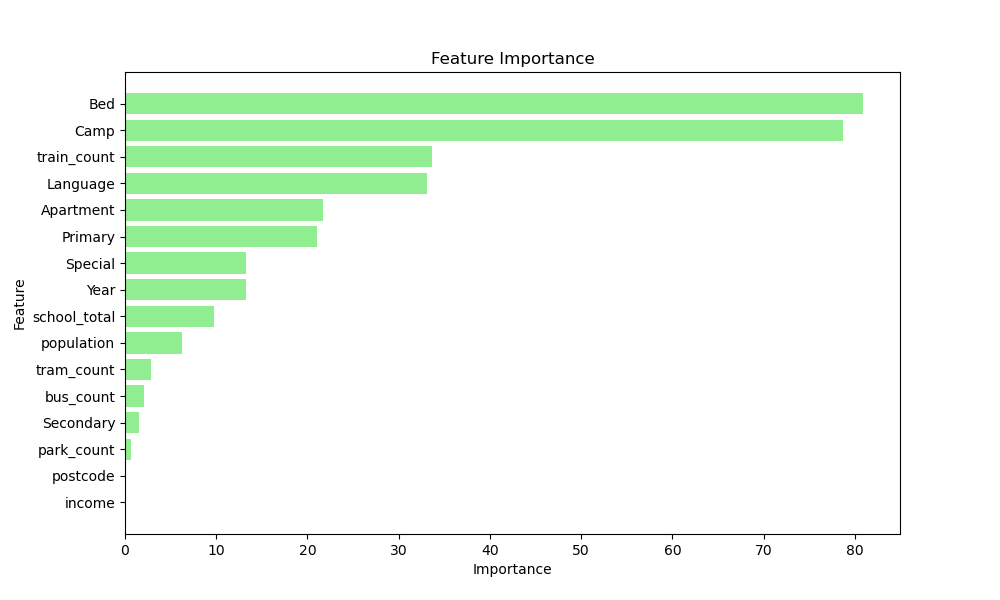 Feature Importance
Feature
Bed
Camp
train_count
Language
Apartment
Primary
Special
Year
school_total
population
tram_count
bus_count
Secondary
park_count
postcode
income
0 10 20 30 40 50 60 70 80
Importance